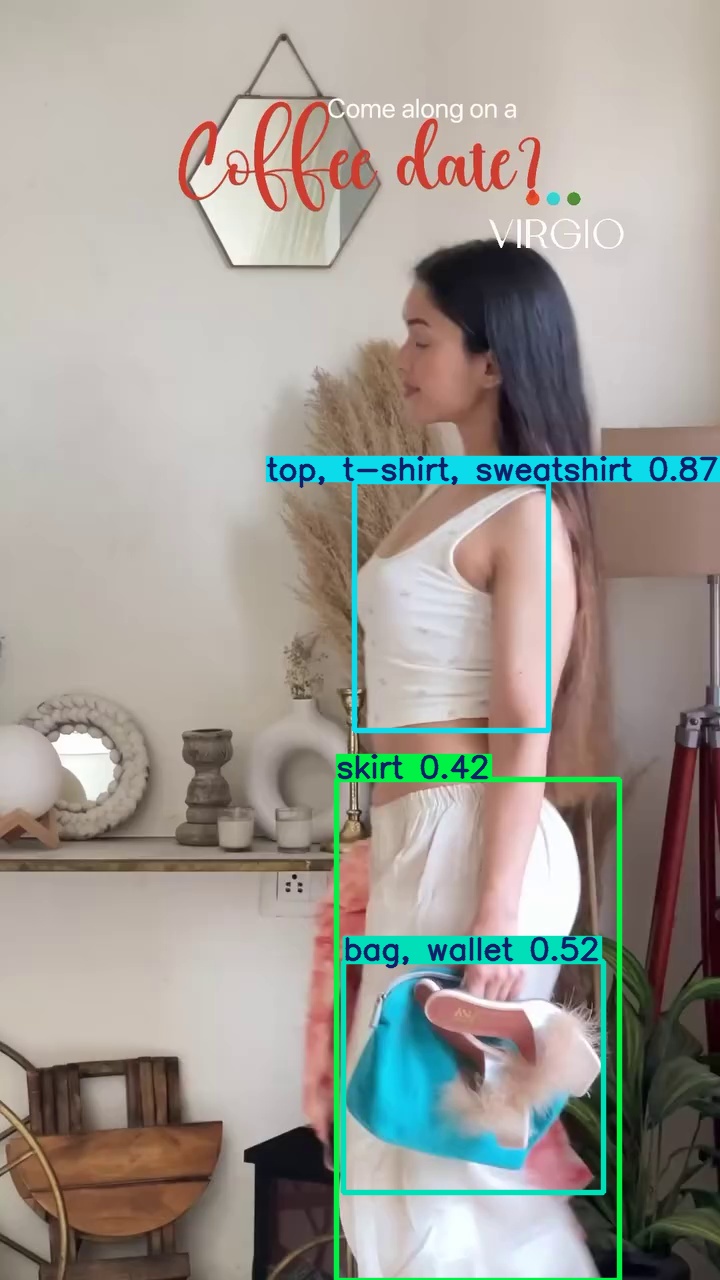 Come along on a
Coffee date?
VIRGIO
top, t-shirt, sweatshirt 0.87
skirt 0.42
bag, wallet 0.52